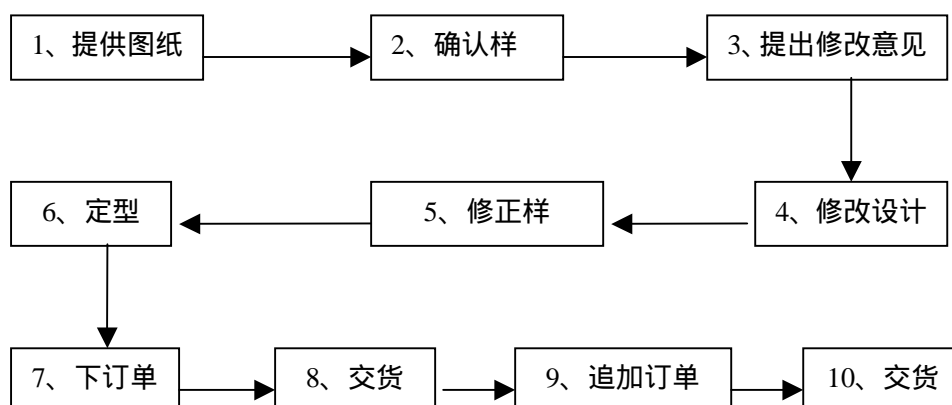 1、提供图纸
2、确认样
3、提出修改意见
4、修改设计
5、修正样
6、定型
7、下订单
8、交货
9、追加订单
10、交货